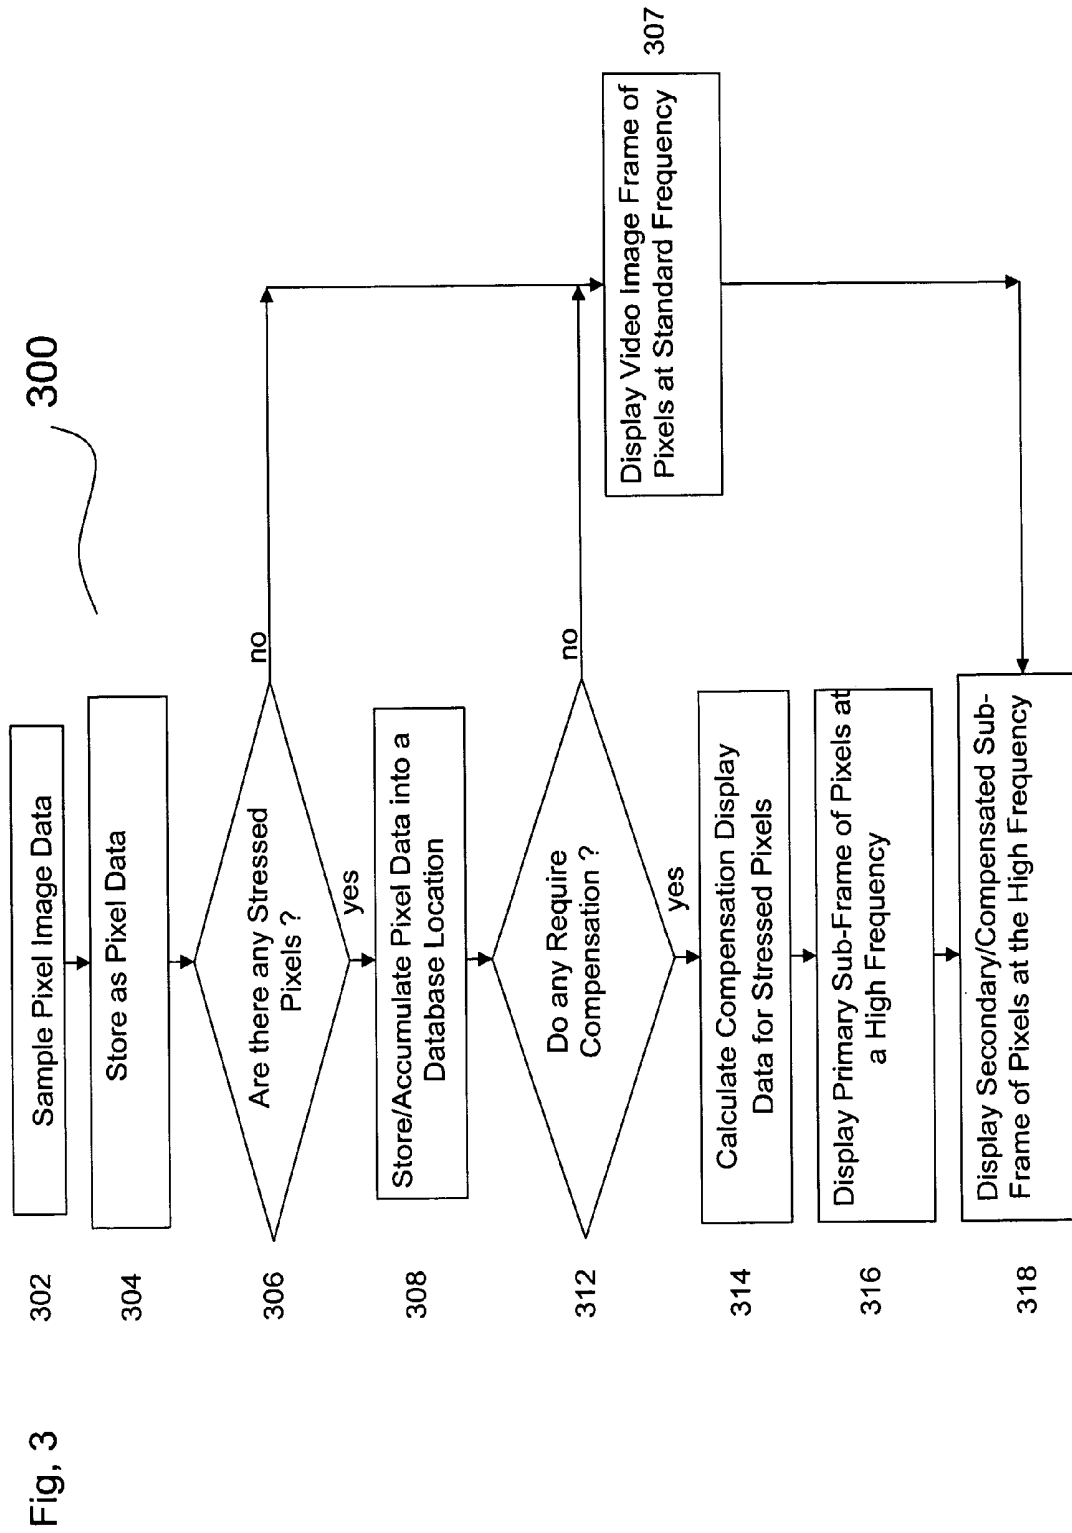 Fig, 3
300
302
Sample Pixel Image Data
304
Store as Pixel Data
306
Are there any Stressed
Pixels ?
no
yes
308
Store/Accumulate Pixel Data into a
Database Location
312
Do any Require
Compensation ?
no
yes
307
Display Video Image Frame of
Pixels at Standard Frequency
314
Calculate Compensation Display
Data for Stressed Pixels
316
Display Primary Sub-Frame of Pixels at
a High Frequency
318
Display Secondary/Compensated Sub-
Frame of Pixels at the High Frequency